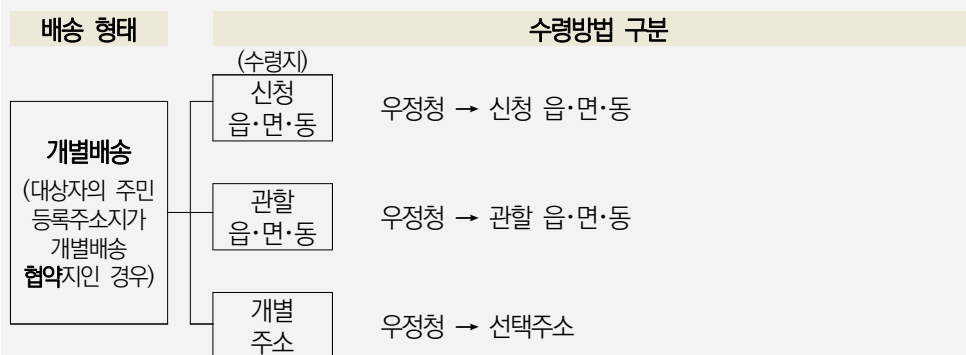 배송 형태
수령방법 구분
(수령지)
신청
읍·면·동
우정청 → 신청 읍·면·동
개별배송
(대상자의 주민
등록주소지가
개별배송
협약지인 경우)
관할
읍·면·동
우정청 → 관할 읍·면·동
개별
주소
우정청 → 선택주소